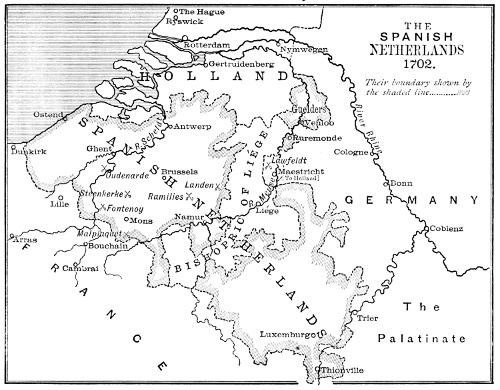 THE
SPANISH
NETHERLANDS
1702.
Their boundary shown by
the shaded line
The Hague
Ryswick
Rotterdam
Nymwegen
Gertruidenberg
HOLLAND
Guelders
Venloo
River Rhine
Ostend
Antwerp
R. Scheldt
Ruremonde
Dunkirk
Ghent
SPANISH NETHERLANDS
BISHOPRIC OF LIÉGE
Lawfeldt
Cologne
Oudenarde
Brussels
Maestricht
[To Holland]
Landen
R. Meuse
Bonn
Steenkerke
Ramilies
Lille
Fontenoy
Liege
GERMANY
Mons
Namur
Malplaquet
Coblenz
Arras
Bouchain
Cambrai
FRANCE
The
Palatinate
Trier
Luxemburg
Thionville